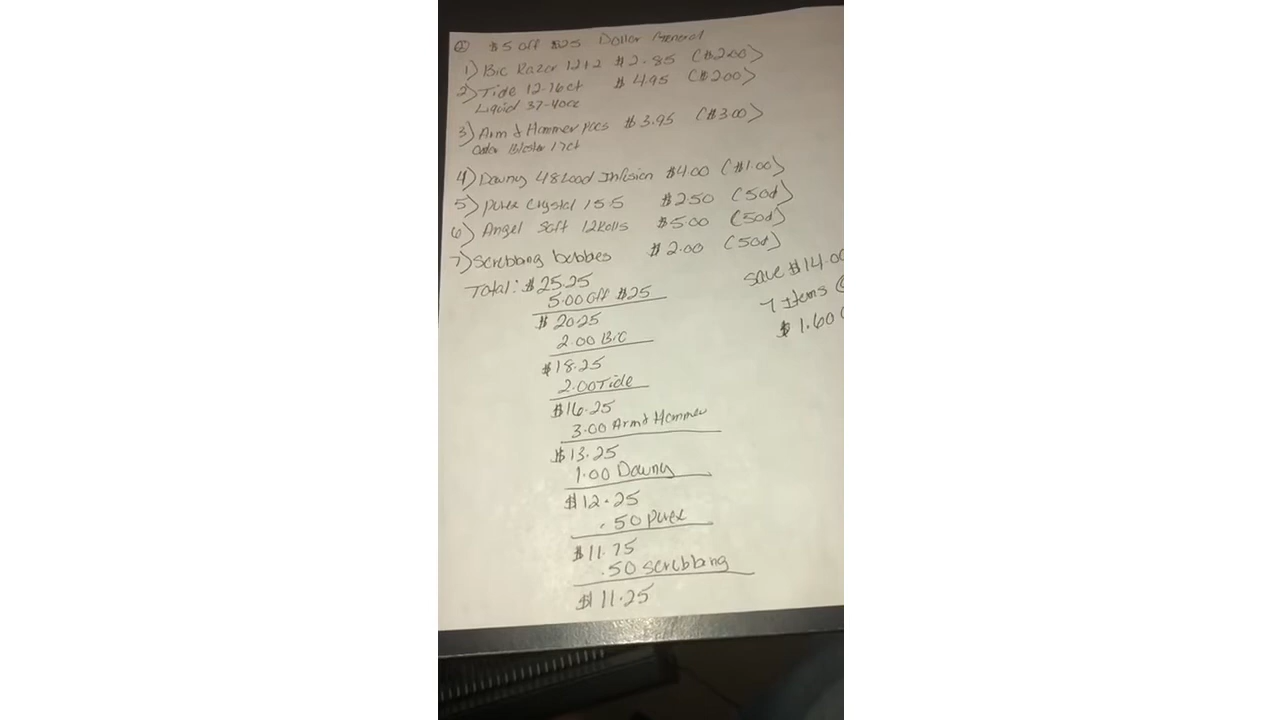 ② $5 off $25 Dollar General
1) Bic Razor 1 12 $2.85 ($2.00)
2) Tide 12-16ct $4.95 ($2.00)
Liquid 37-40oz
3) Arm & Hammer Pacs $3.95 ($3.00)
Blaster 17ct
4) Downy 48 Load Infusion $4.00 ($1.00)
5) Purex Crystal 15.5 $2.50 (50¢)
6) Angel Soft 12 Rolls $5.00 (50¢)
7) Scrubbing bubbles $2.00 (50¢)
Total: $25.25
5.00 off $25
$20.25
2.00 Bic
$18.25
2.00 Tide
$16.25
3.00 Arm & Hammer
$13.25
1.00 Downy
$12.25
.50 Purex
$11.75
.50 Scrubbing
$11.25
Save $14.00
7 Items
$1.60